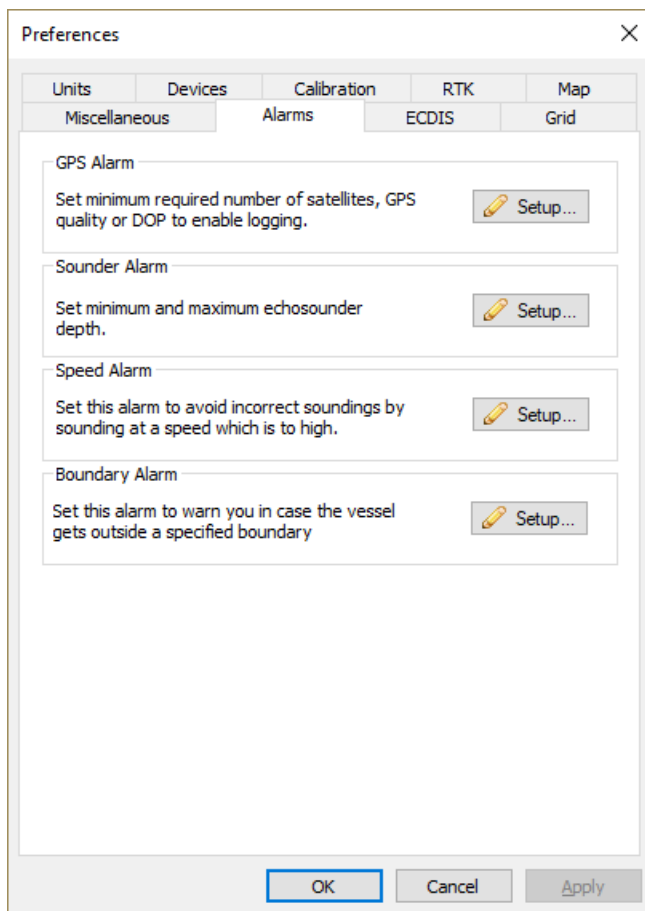 Preferences
Units Devices Calibration RTK Map
Miscellaneous Alarms ECDIS Grid
GPS Alarm
Set minimum required number of satellites, GPS
quality or DOP to enable logging.
Setup...
Sounder Alarm
Set minimum and maximum echosounder
depth.
Setup...
Speed Alarm
Set this alarm to avoid incorrect soundings by
sounding at a speed which is to high.
Setup...
Boundary Alarm
Set this alarm to warn you in case the vessel
gets outside a specified boundary
Setup...
OK Cancel Apply